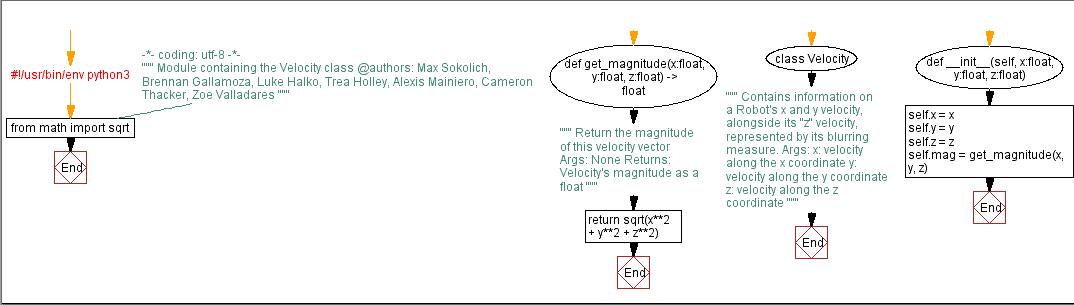 #!/usr/bin/env python3
-*- coding: utf-8 -*-
""" Module containing the Velocity class @authors: Max Sokolich,
Brennan Gallamoza, Luke Halko, Trea Holley, Alexis Mainiero, Cameron
Thacker, Zoe Valladares """
from math import sqrt
End
def get_magnitude(x:float,
y:float, z:float) ->
float
""" Return the magnitude
of this velocity vector
Args: None Returns:
Velocity's magnitude as a
float """
return sqrt(x**2
+ y**2 + z**2)
End
class Velocity
""" Contains information on
a Robot's x and y velocity,
alongside its "z" velocity,
represented by its blurring
measure. Args: x: velocity
along the x coordinate y:
velocity along the y coordinate
z: velocity along the z
coordinate """
End
def __init__(self, x:float,
y:float, z:float)
self.x = x
self.y = y
self.z = z
self.mag = get_magnitude(x,
y, z)
End